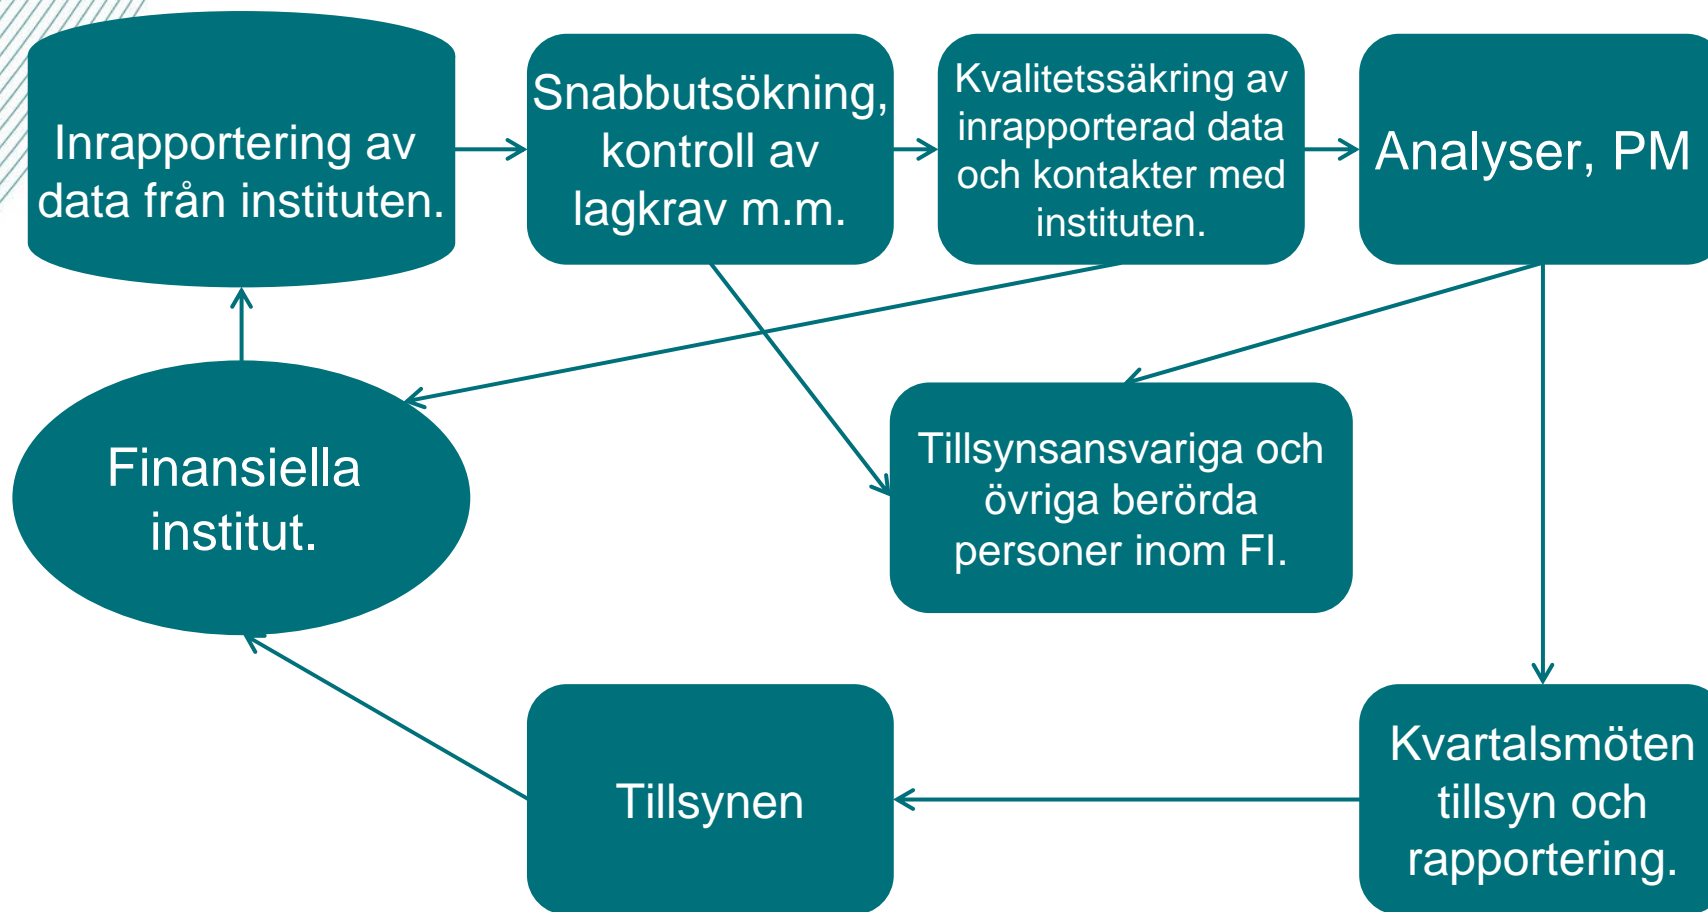 Inrapportering av
data från instituten.
Snabbutsökning,
kontroll av
lagkrav m.m.
Kvalitetssäkring av
inrapporterad data
och kontakter med
instituten.
Analyser, PM
Finansiella
institut.
Tillsynsansvariga och
övriga berörda
personer inom FI.
Tillsynen
Kvartalsmöten
tillsyn och
rapportering.